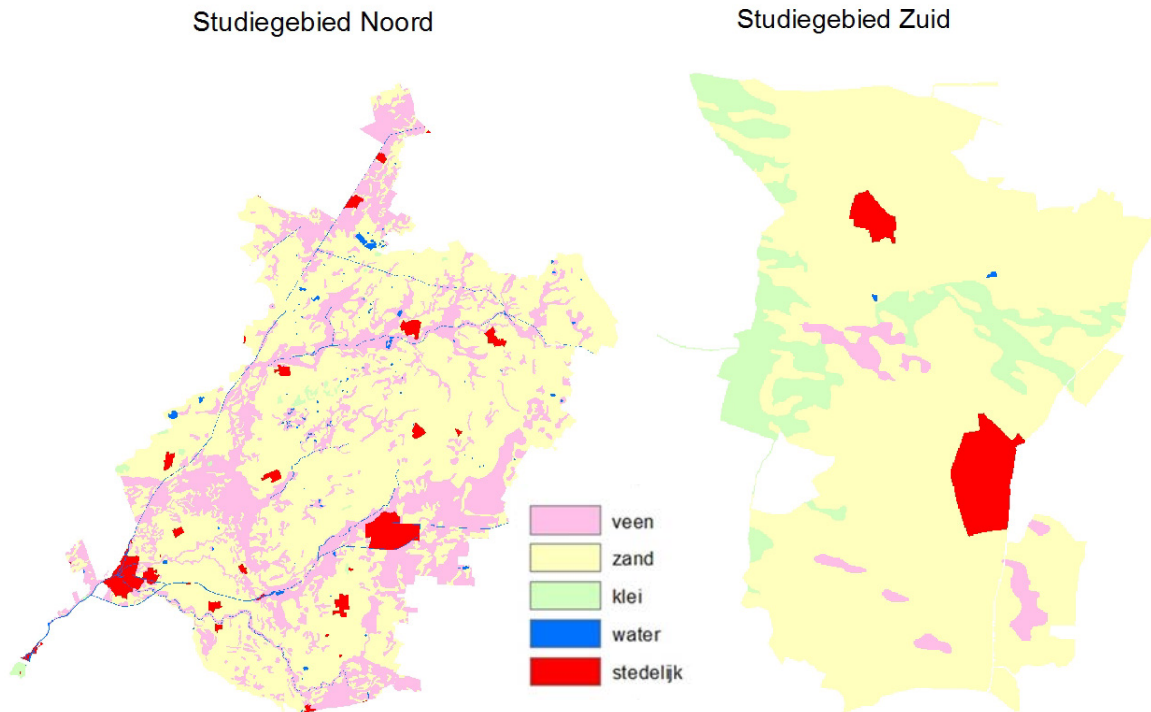 Studiegebied Noord
Studiegebied Zuid
veen
zand
klei
water
stedelijk